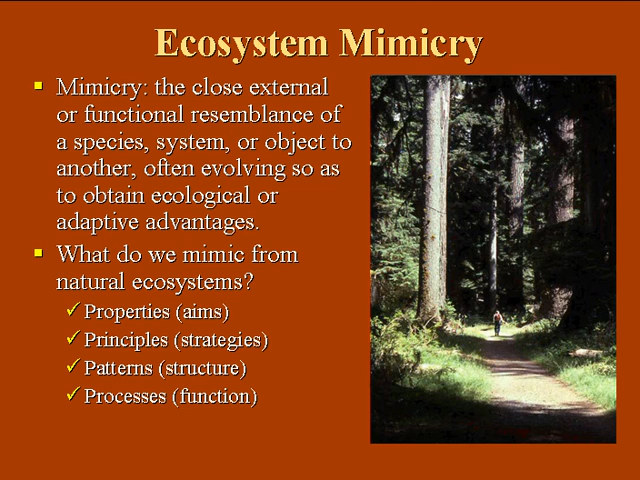 Ecosystem Mimicry
Mimicry: the close external
or functional resemblance of
a species, system, or object to
another, often evolving so as
to obtain ecological or
adaptive advantages.
What do we mimic from
natural ecosystems?
Properties (aims)
Principles (strategies)
Patterns (structure)
Processes (function)